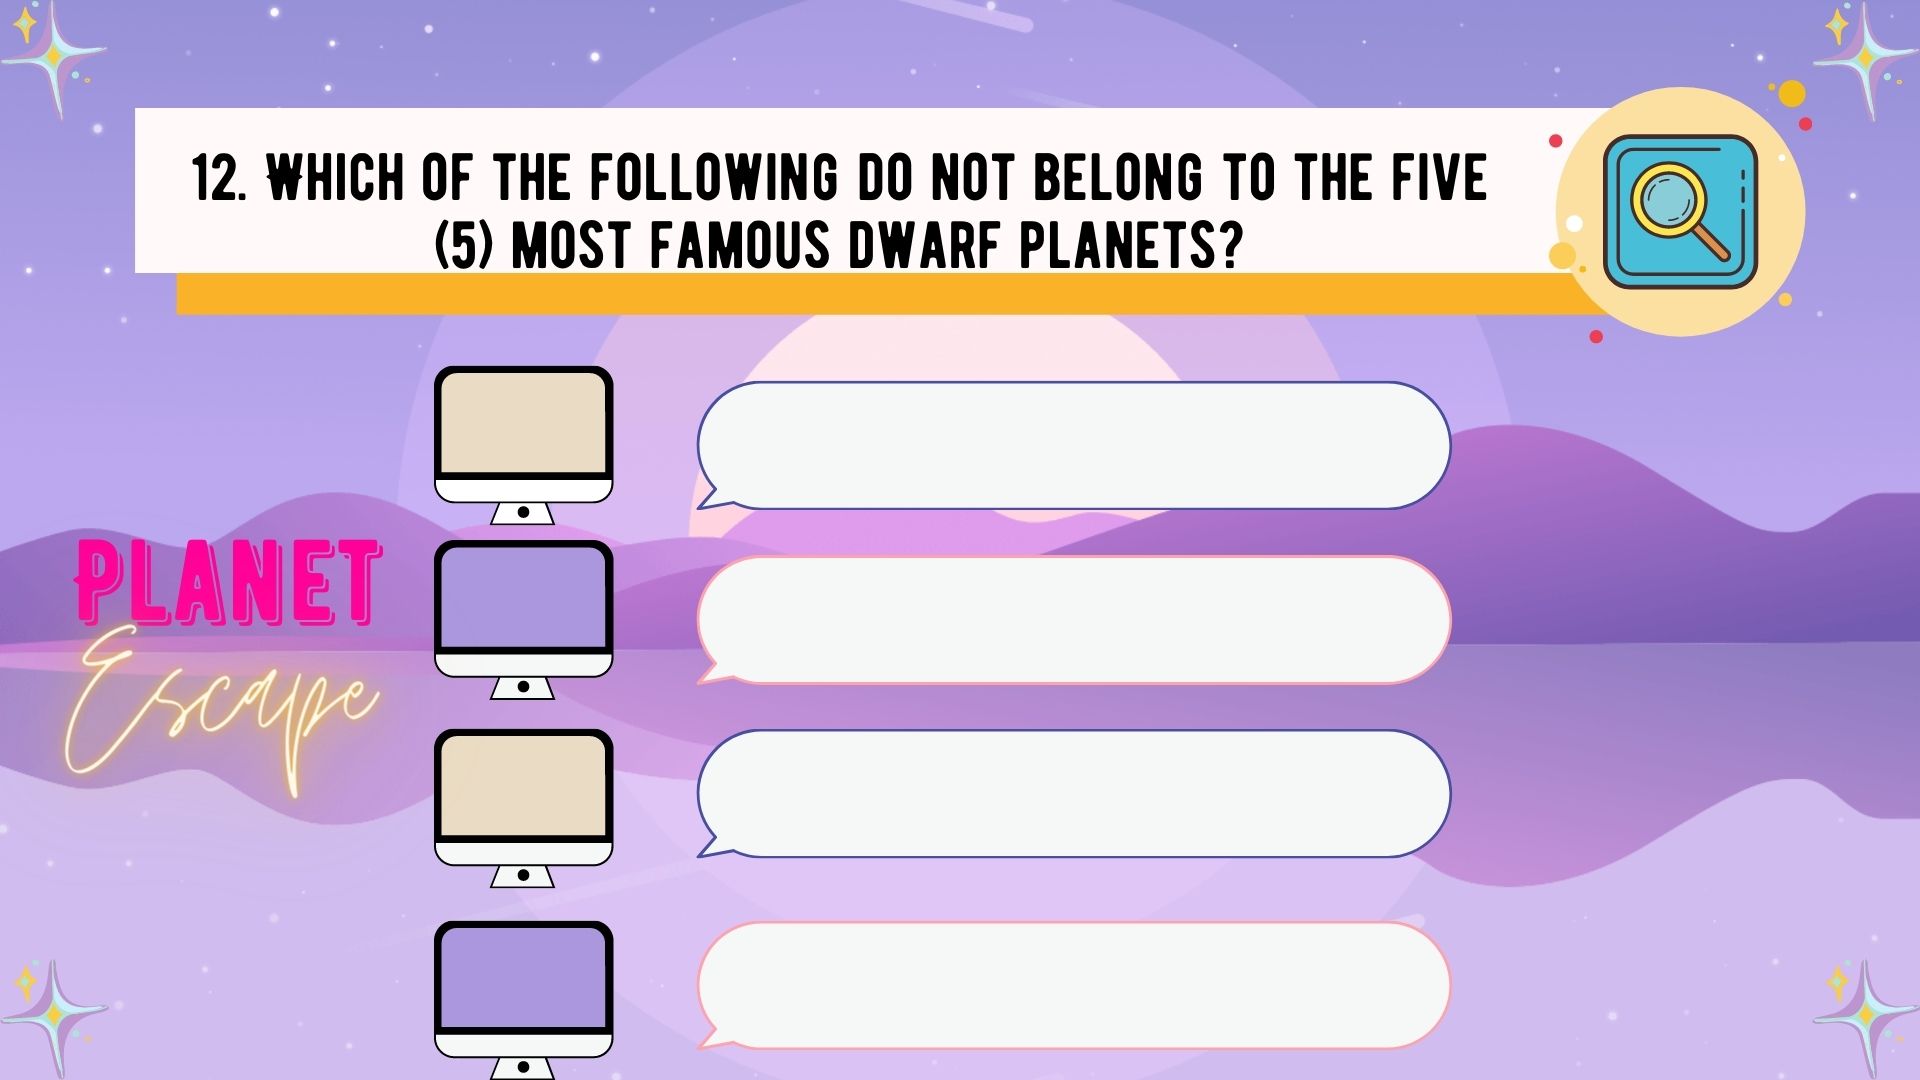 12. WHICH OF THE FOLLOWING DO NOT BELONG TO THE FIVE
(5) MOST FAMOUS DWARF PLANETS?
PLANET
Escape